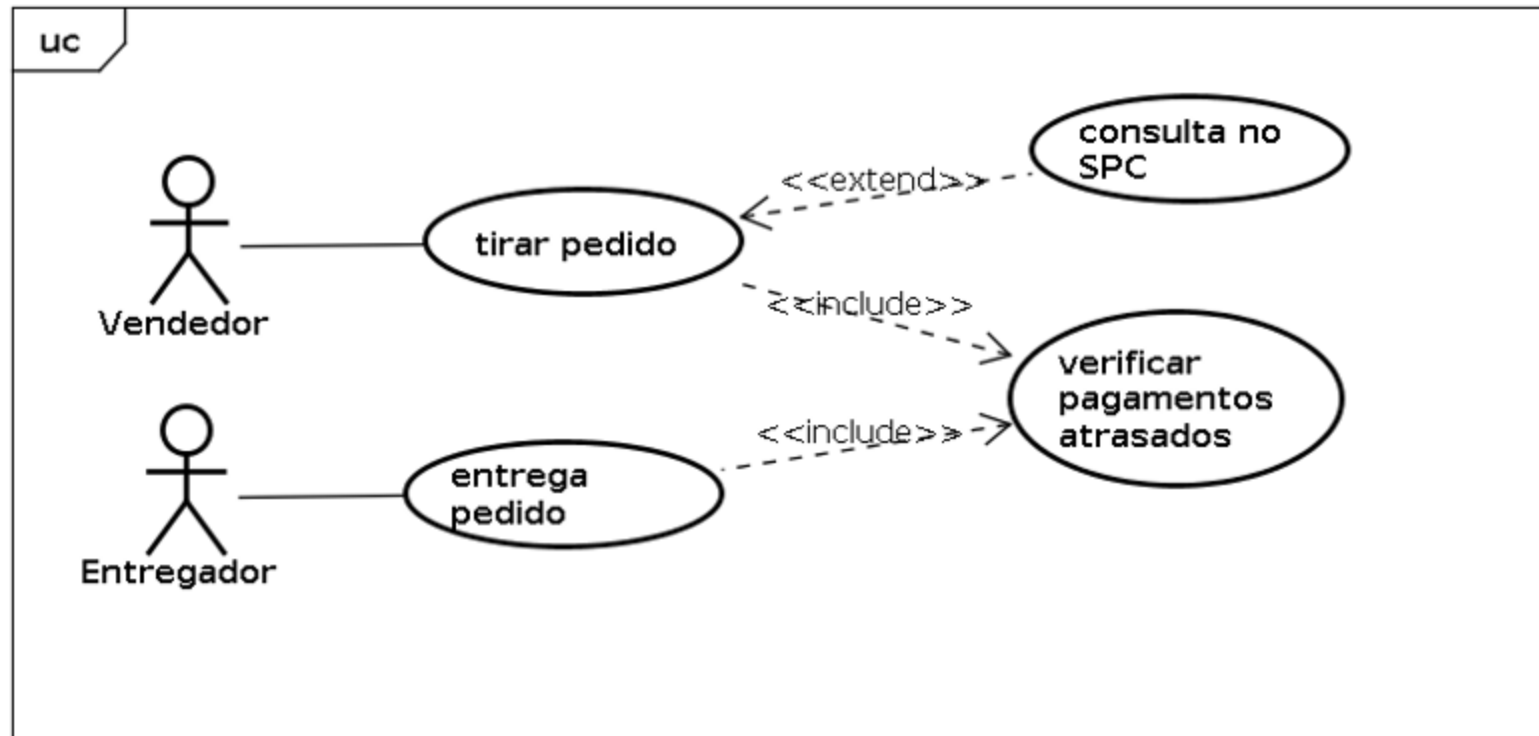 uc
consulta no
SPC
<<extend>>
tirar pedido
Vendedor
<<include>>
verificar
pagamentos
atrasados
<<include>>
entrega
pedido
Entregador